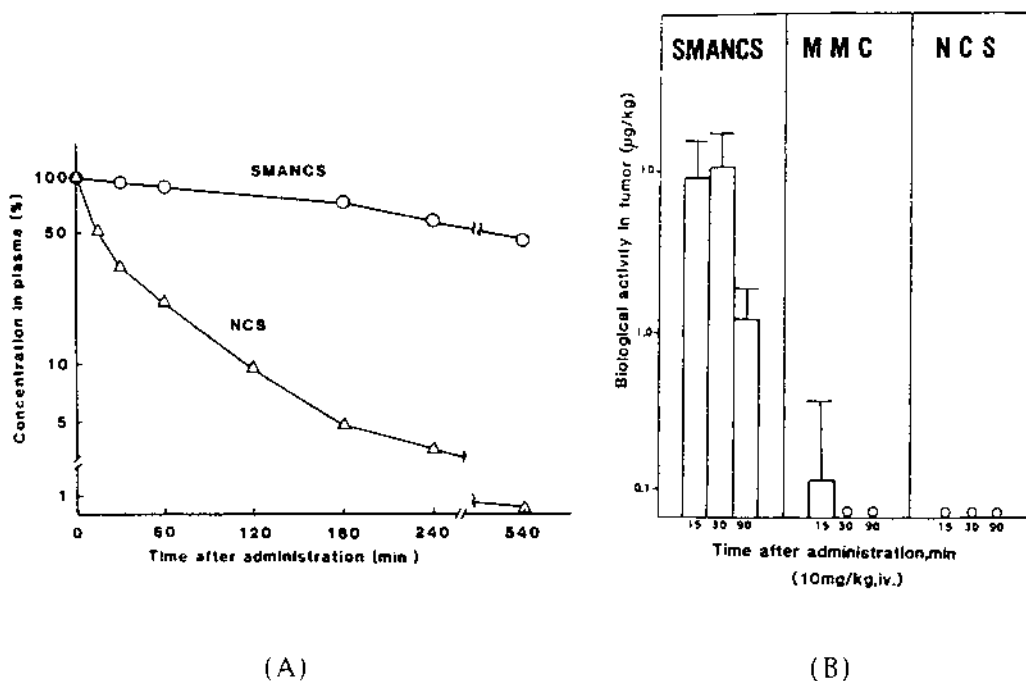 Concentration in plasma (%)
100
50
10
5
1
SMANCS
NCS
0 60 120 180 240 540
Time after administration (min)
(A)
SMANCS MMC NCS
Biological activity in tumor (µg/kg)
10
1.0
0.1
15 30 90 15 30 90 15 30 90
Time after administration,min
(10mg/kg,iv.)
(B)